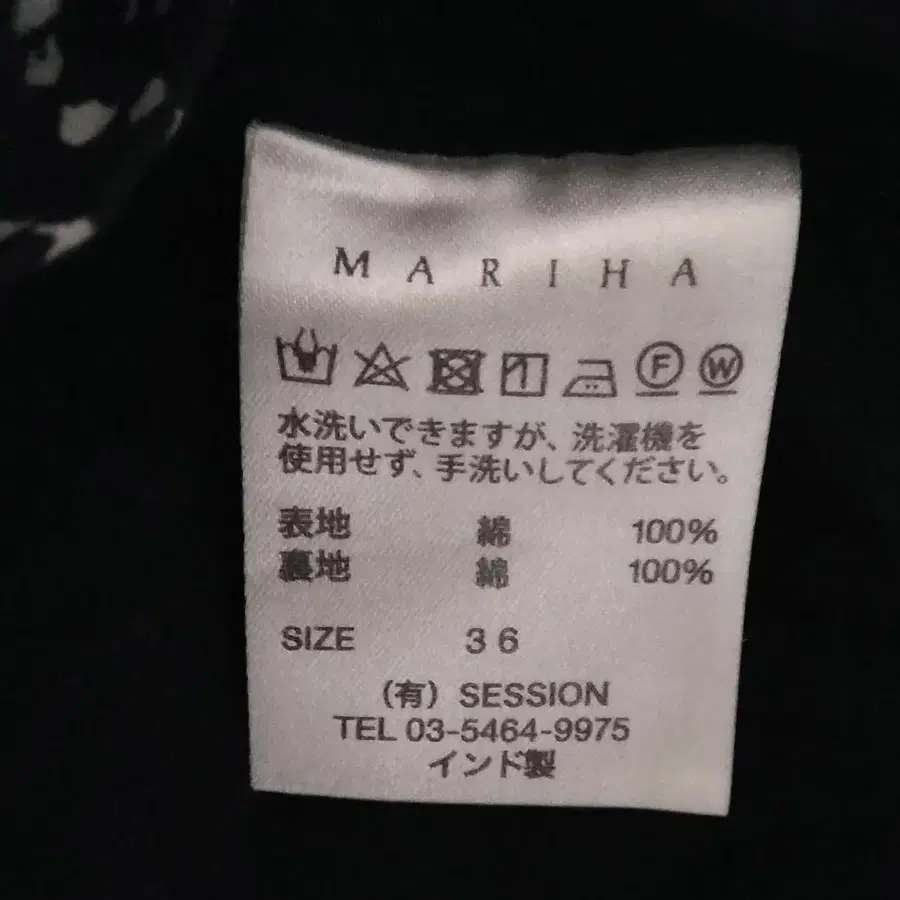 MARIHA
F W
水洗いできますが、洗濯機を
使用せず、手洗いしてください。
表地 綿 100%
裏地 綿 100%
SIZE 36
(有) SESSION
TEL 03-5464-9975
インド製